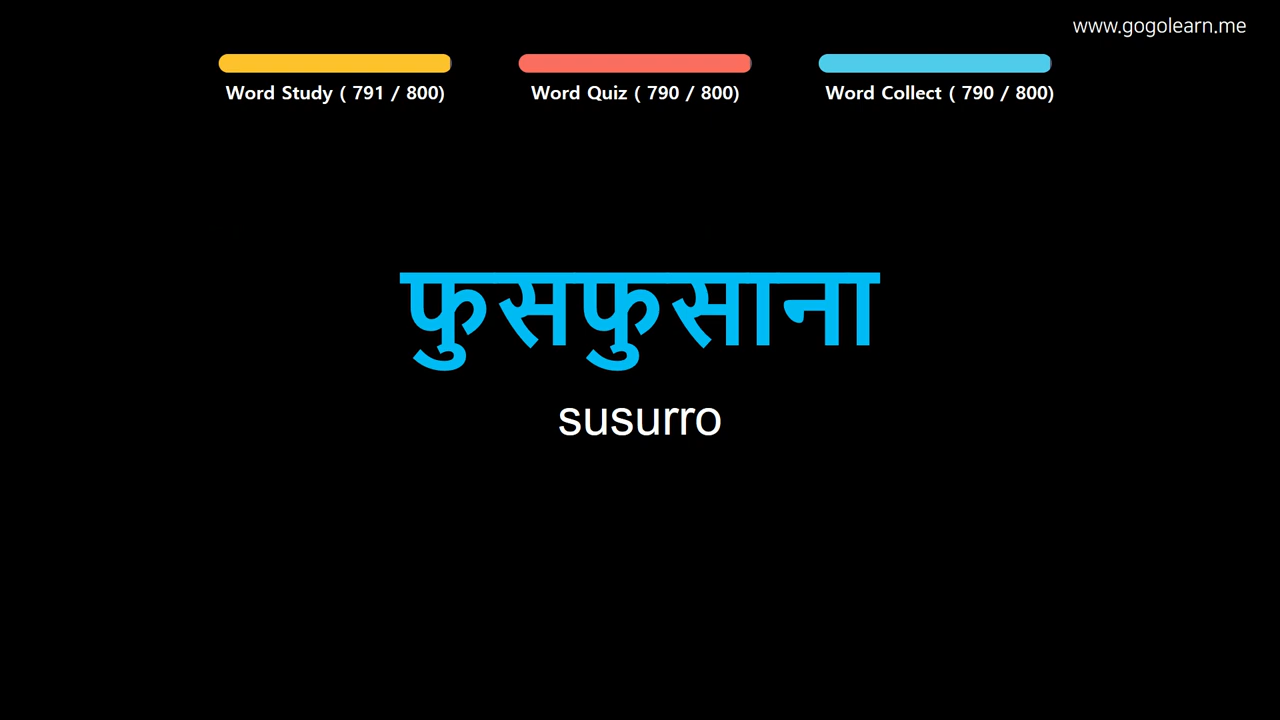 www.gogolearn.me
Word Study ( 791 / 800)
Word Quiz ( 790 / 800)
Word Collect ( 790 / 800)
फुसफुसाना
susurro